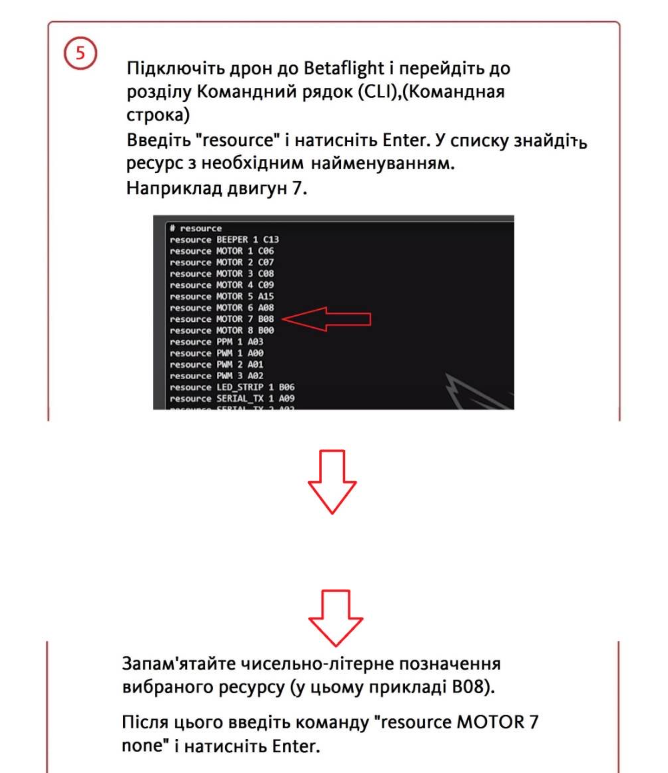 5
Підключіть дрон до Betaflight і перейдіть до
розділу Командний рядок (CLI),(Командная
строка)
Введіть "resource" і натисніть Enter. У списку знайдіть
ресурс з необхідним найменуванням.
Наприклад двигун 7.
# resource
resource BEEPER 1 C13
resource MOTOR 1 C06
resource MOTOR 2 C07
resource MOTOR 3 C08
resource MOTOR 4 C09
resource MOTOR 5 A15
resource MOTOR 6 A08
resource MOTOR 7 B08
resource MOTOR 8 B00
resource PPM 1 A03
resource PWM 1 A00
resource PWM 2 A01
resource PWM 3 A02
resource LED_STRIP 1 B06
resource SERIAL_TX 1 A09
resource SERIAL_TX 2 A02
Запам'ятайте чисельно-літерне позначення
вибраного ресурсу (у цьому прикладі B08).
Після цього введіть команду "resource MOTOR 7
none" і натисніть Enter.